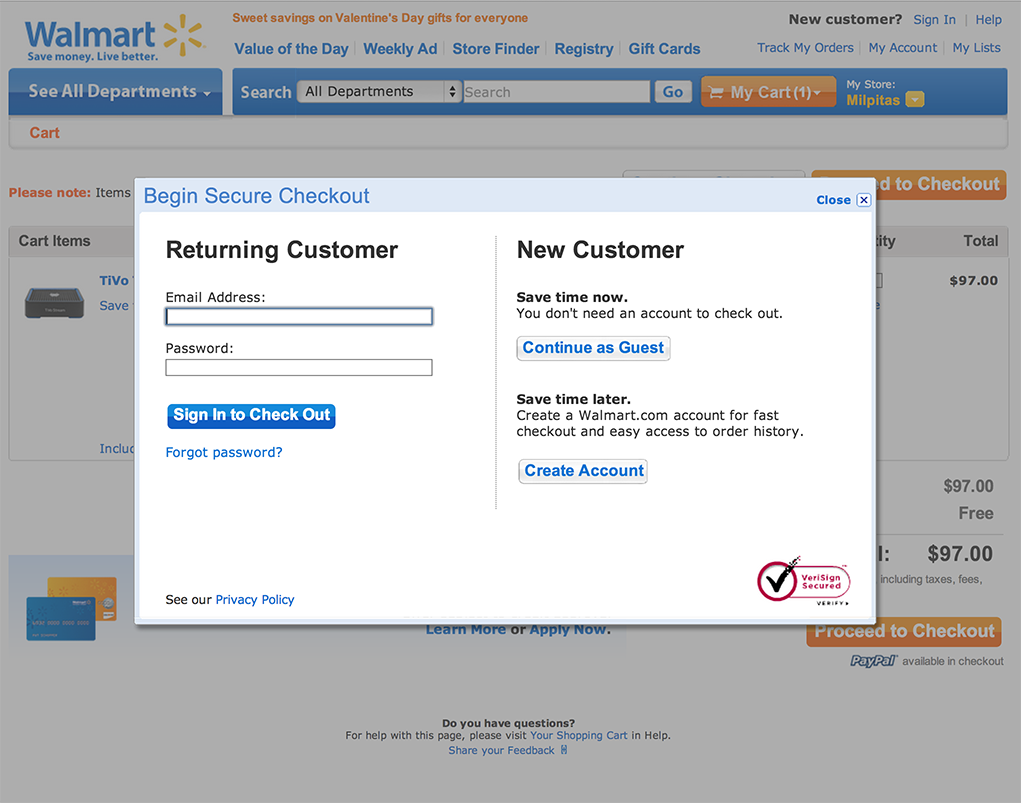 Walmart
Save money. Live better.
Sweet savings on Valentine's Day gifts for everyone
New customer? Sign In | Help
Value of the Day Weekly Ad Store Finder Registry Gift Cards
Track My Orders My Account My Lists
See All Departments
Search All Departments Search Go
My Cart(1)
My Store:
Milpitas
Cart
Please note: Items
d to Checkout
Cart Items
tity Total
TiVo
Save
$97.00
Includ
Begin Secure Checkout
Close
Returning Customer
Email Address:
Password:
Sign In to Check Out
Forgot password?
New Customer
Save time now.
You don't need an account to check out.
Continue as Guest
Save time later.
Create a Walmart.com account for fast
checkout and easy access to order history.
Create Account
See our Privacy Policy
VeriSign
Secured
VERIFY
$97.00
Free
l: $97.00
including taxes, fees,
Walmart
Learn More or Apply Now.
Proceed to Checkout
PayPal available in checkout
Do you have questions?
For help with this page, please visit Your Shopping Cart in Help.
Share your Feedback